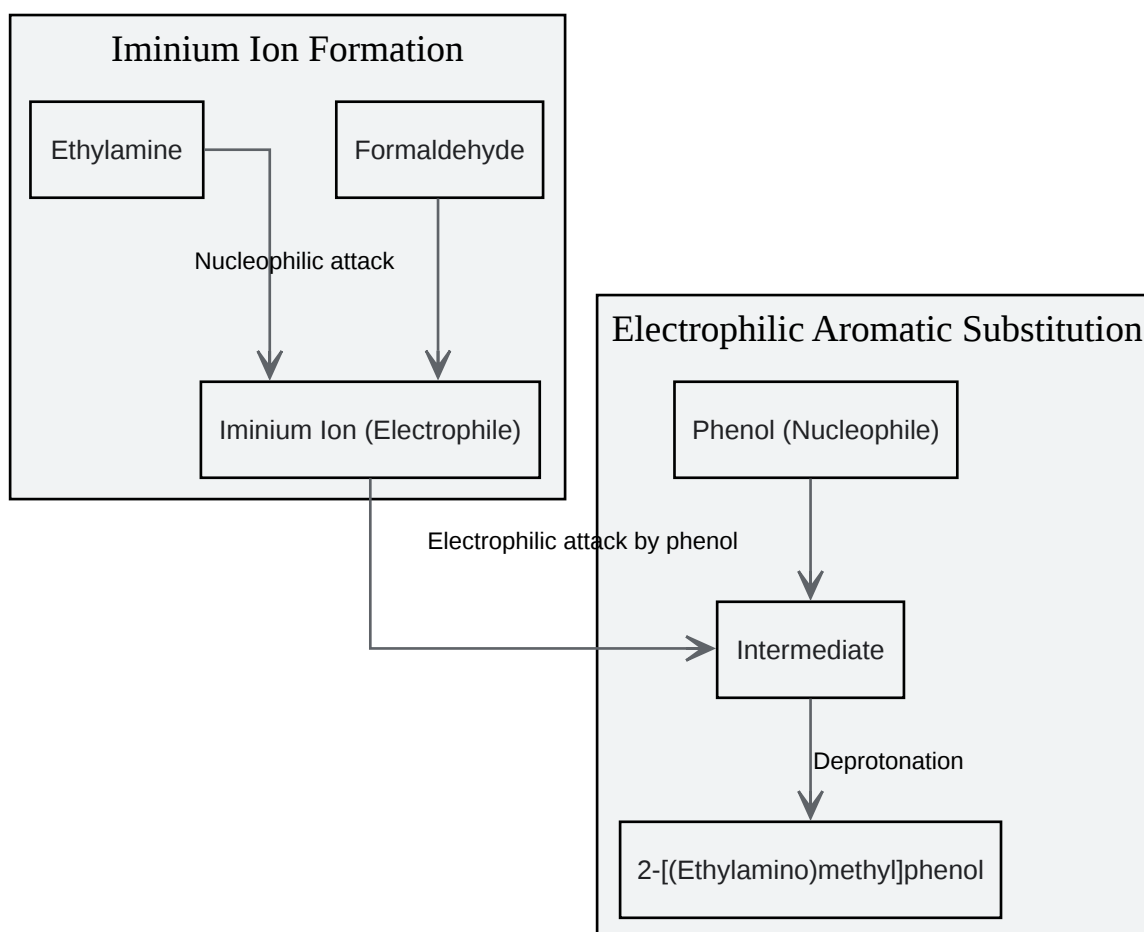 Iminium Ion Formation
Ethylamine
Formaldehyde
Nucleophilic attack
Iminium Ion (Electrophile)
Electrophilic Aromatic Substitution
Phenol (Nucleophile)
Electrophilic attack by phenol
Intermediate
Deprotonation
2-[(Ethylamino)methyl]phenol